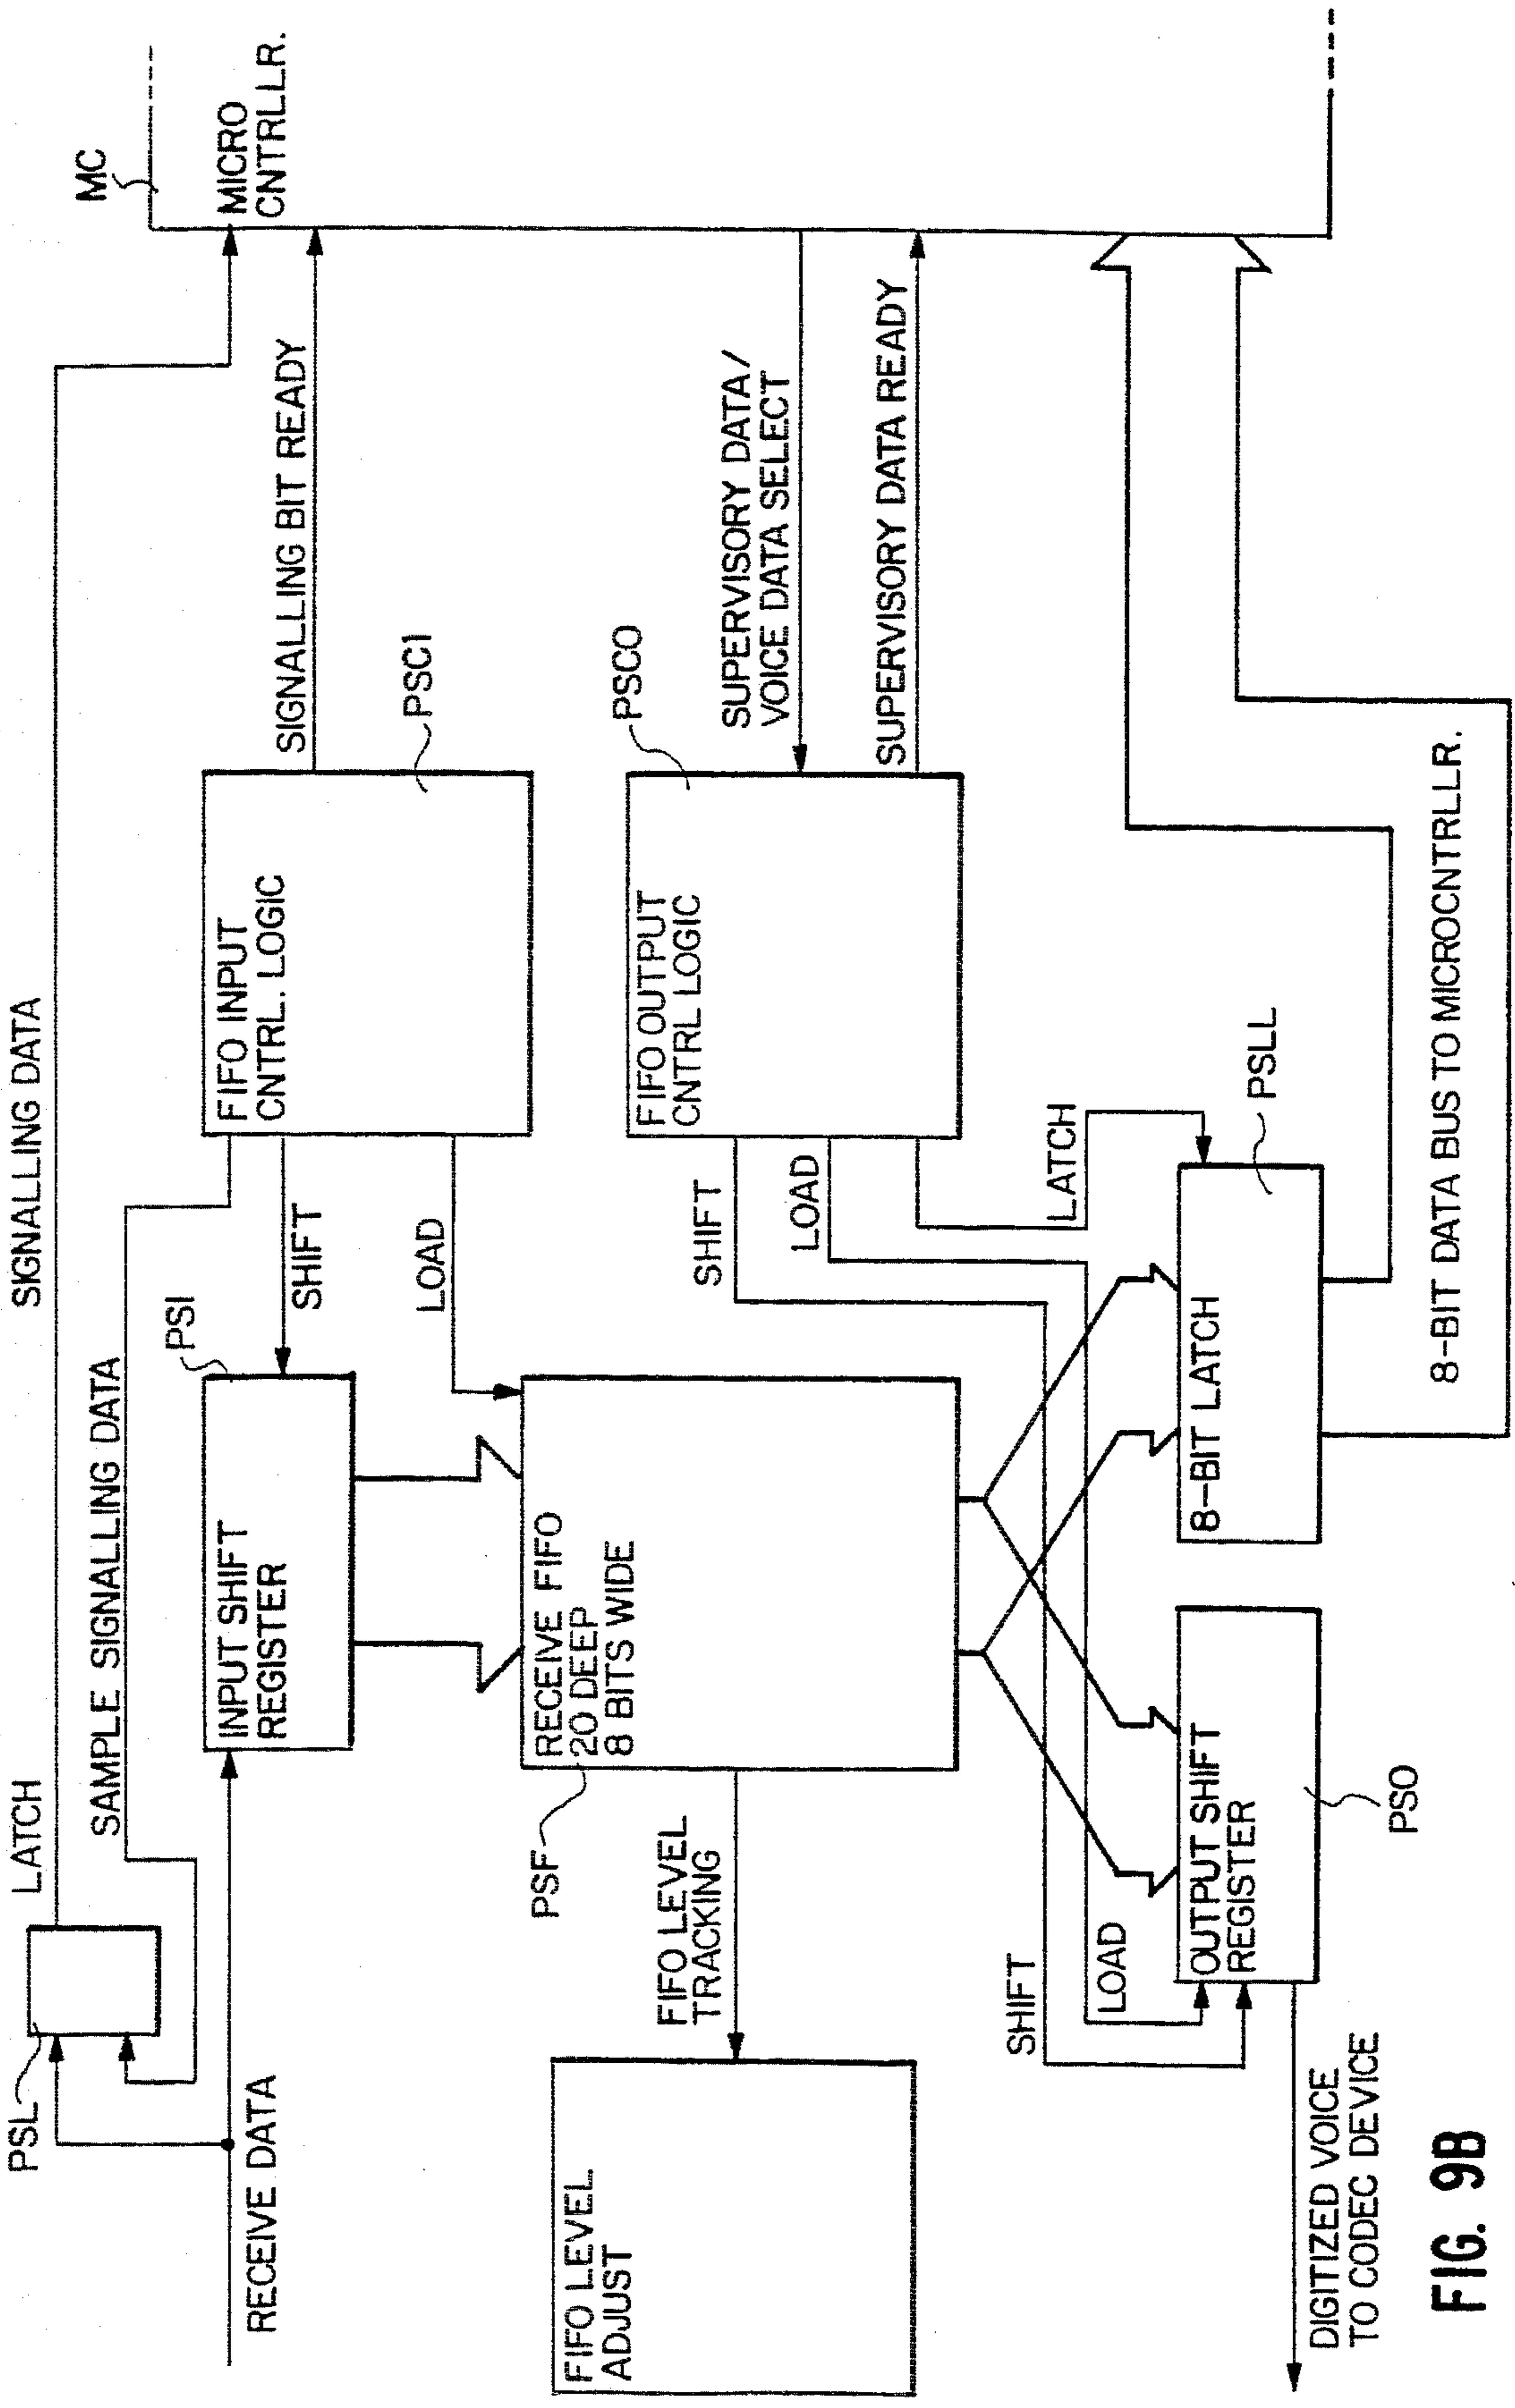 SIGNALLING DATA
LATCH
PSL
SAMPLE SIGNALLING DATA
RECEIVE DATA
MC
MICRO
CNTRLLR.
INPUT SHIFT
REGISTER
PSI
SHIFT
LOAD
FIFO INPUT
CNTRL. LOGIC
PSC1
SIGNALLING BIT READY
RECEIVE FIFO
20 DEEP
8 BITS WIDE
PSF
FIFO LEVEL
TRACKING
FIFO LEVEL
ADJUST
FIFO OUTPUT
CNTRL LOGIC
PSCO
SUPERVISORY DATA/
VOICE DATA SELECT
SUPERVISORY DATA READY
SHIFT
LOAD
LATCH
SHIFT
LOAD
OUTPUT SHIFT
REGISTER
PSO
8-BIT LATCH
PSLL
8-BIT DATA BUS TO MICROCNTRLLR.
DIGITIZED VOICE
TO CODEC DEVICE
FIG. 9B